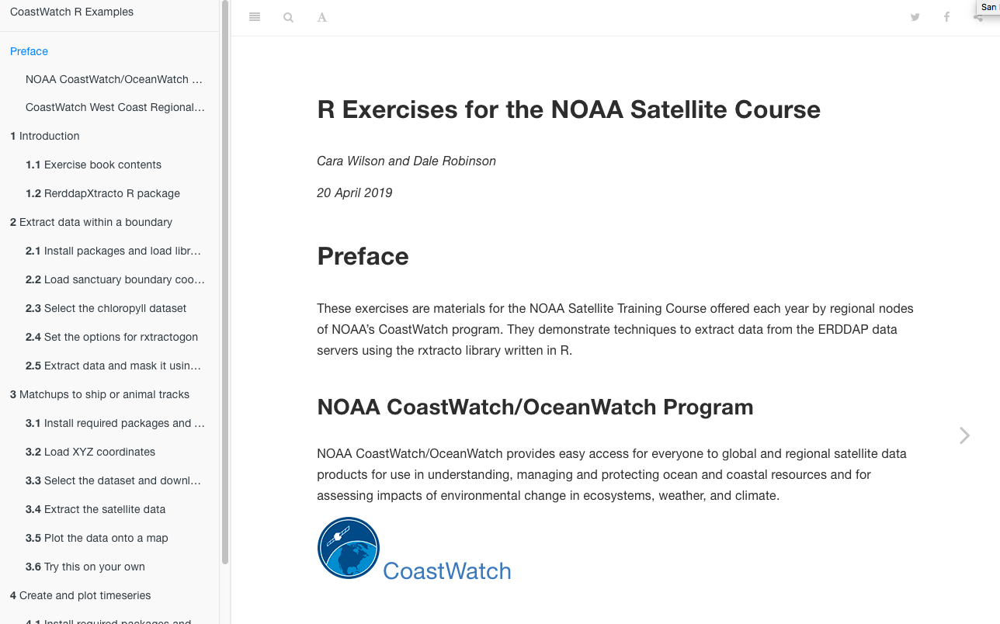 CoastWatch R Examples
Preface
NOAA CoastWatch/OceanWatch …
CoastWatch West Coast Regional…
1 Introduction
1.1 Exercise book contents
1.2 RerddapXtracto R package
2 Extract data within a boundary
2.1 Install packages and load libr…
2.2 Load sanctuary boundary coo…
2.3 Select the chloropyll dataset
2.4 Set the options for rxtractogon
2.5 Extract data and mask it usin…
3 Matchups to ship or animal tracks
3.1 Install required packages and …
3.2 Load XYZ coordinates
3.3 Select the dataset and downl…
3.4 Extract the satellite data
3.5 Plot the data onto a map
3.6 Try this on your own
4 Create and plot timeseries
4.1 Install required packages and
A
San
R Exercises for the NOAA Satellite Course
Cara Wilson and Dale Robinson
20 April 2019
Preface
These exercises are materials for the NOAA Satellite Training Course offered each year by regional nodes
of NOAA’s CoastWatch program. They demonstrate techniques to extract data from the ERDDAP data
servers using the rxtracto library written in R.
NOAA CoastWatch/OceanWatch Program
NOAA CoastWatch/OceanWatch provides easy access for everyone to global and regional satellite data
products for use in understanding, managing and protecting ocean and coastal resources and for
assessing impacts of environmental change in ecosystems, weather, and climate.
CoastWatch